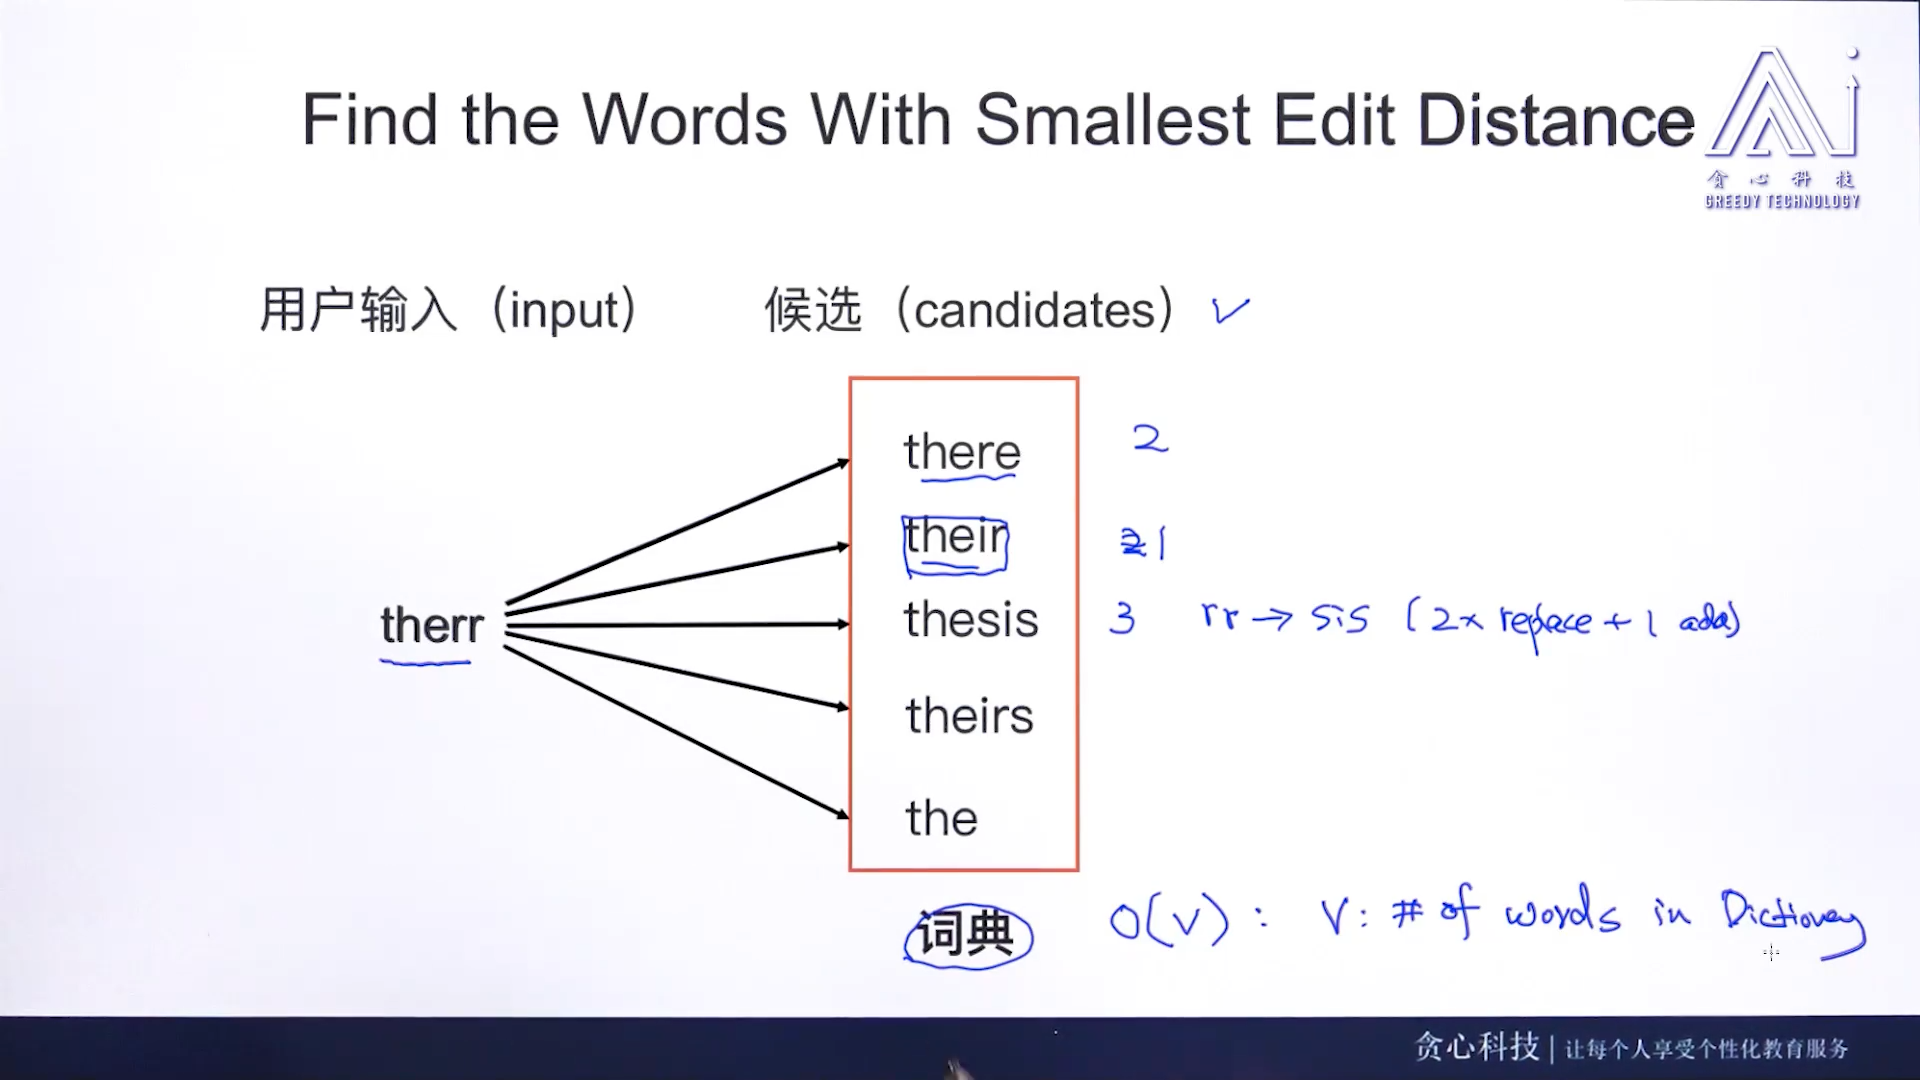 Find the Words With Smallest Edit Distance
贪心科技
GREEDY TECHNOLOGY
用户输入（input） 候选（candidates）
there 2
their 1
therr
thesis 3 rr → sis (2x replace + 1 add)
theirs
the
词典 O(V) : V: # of words in Dictionary
贪心科技 | 让每个人享受个性化教育服务